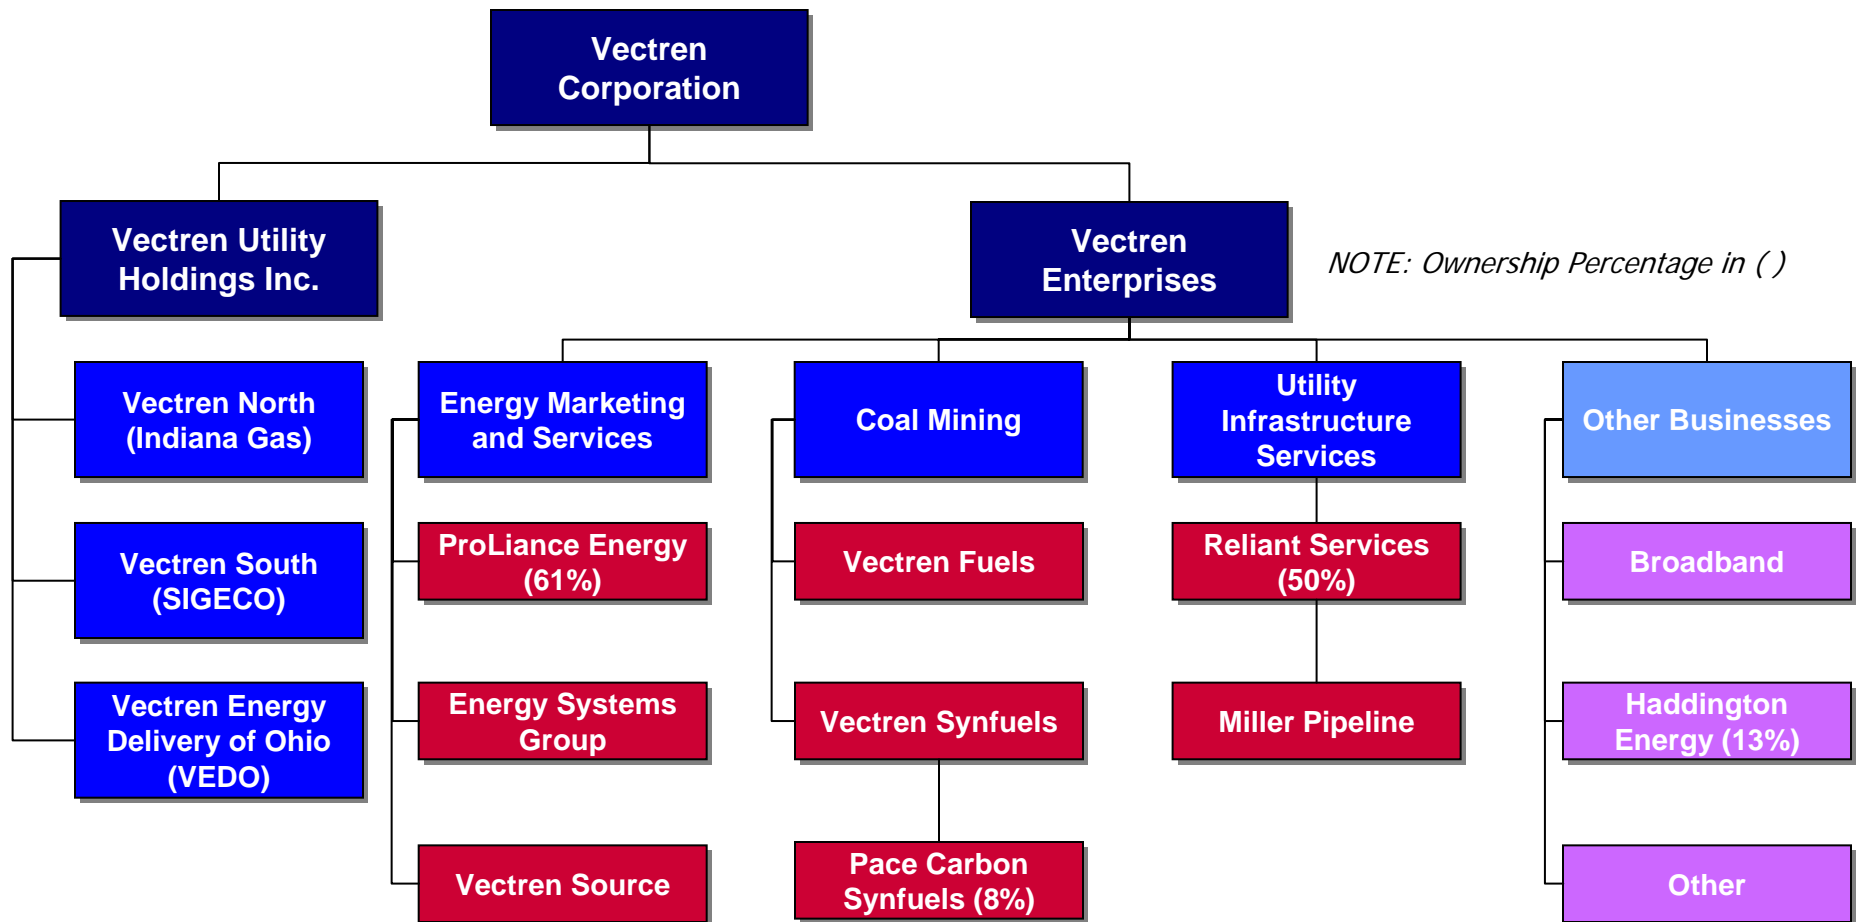 Vectren
Corporation
Vectren Utility
Holdings Inc.
Vectren
Enterprises
NOTE: Ownership Percentage in ( )
Vectren North
(Indiana Gas)
Energy Marketing
and Services
Coal Mining
Utility
Infrastructure
Services
Other Businesses
Vectren South
(SIGECO)
ProLiance Energy
(61%)
Vectren Fuels
Reliant Services
(50%)
Broadband
Vectren Energy
Delivery of Ohio
(VEDO)
Energy Systems
Group
Vectren Synfuels
Miller Pipeline
Haddington
Energy (13%)
Vectren Source
Pace Carbon
Synfuels (8%)
Other